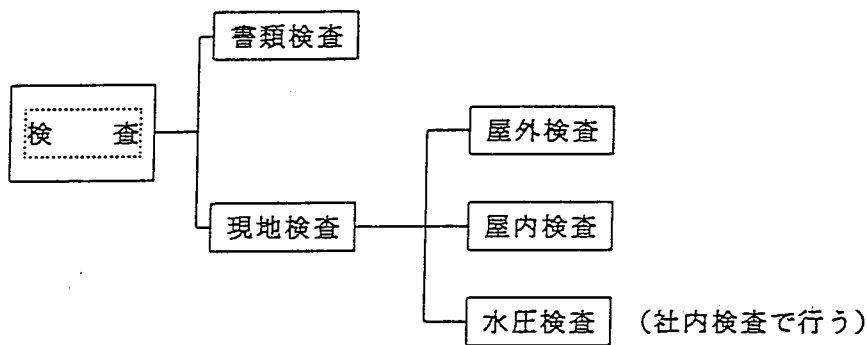 書類検査
検　　査
屋外検査
現地検査
屋内検査
水圧検査　（社内検査で行う）